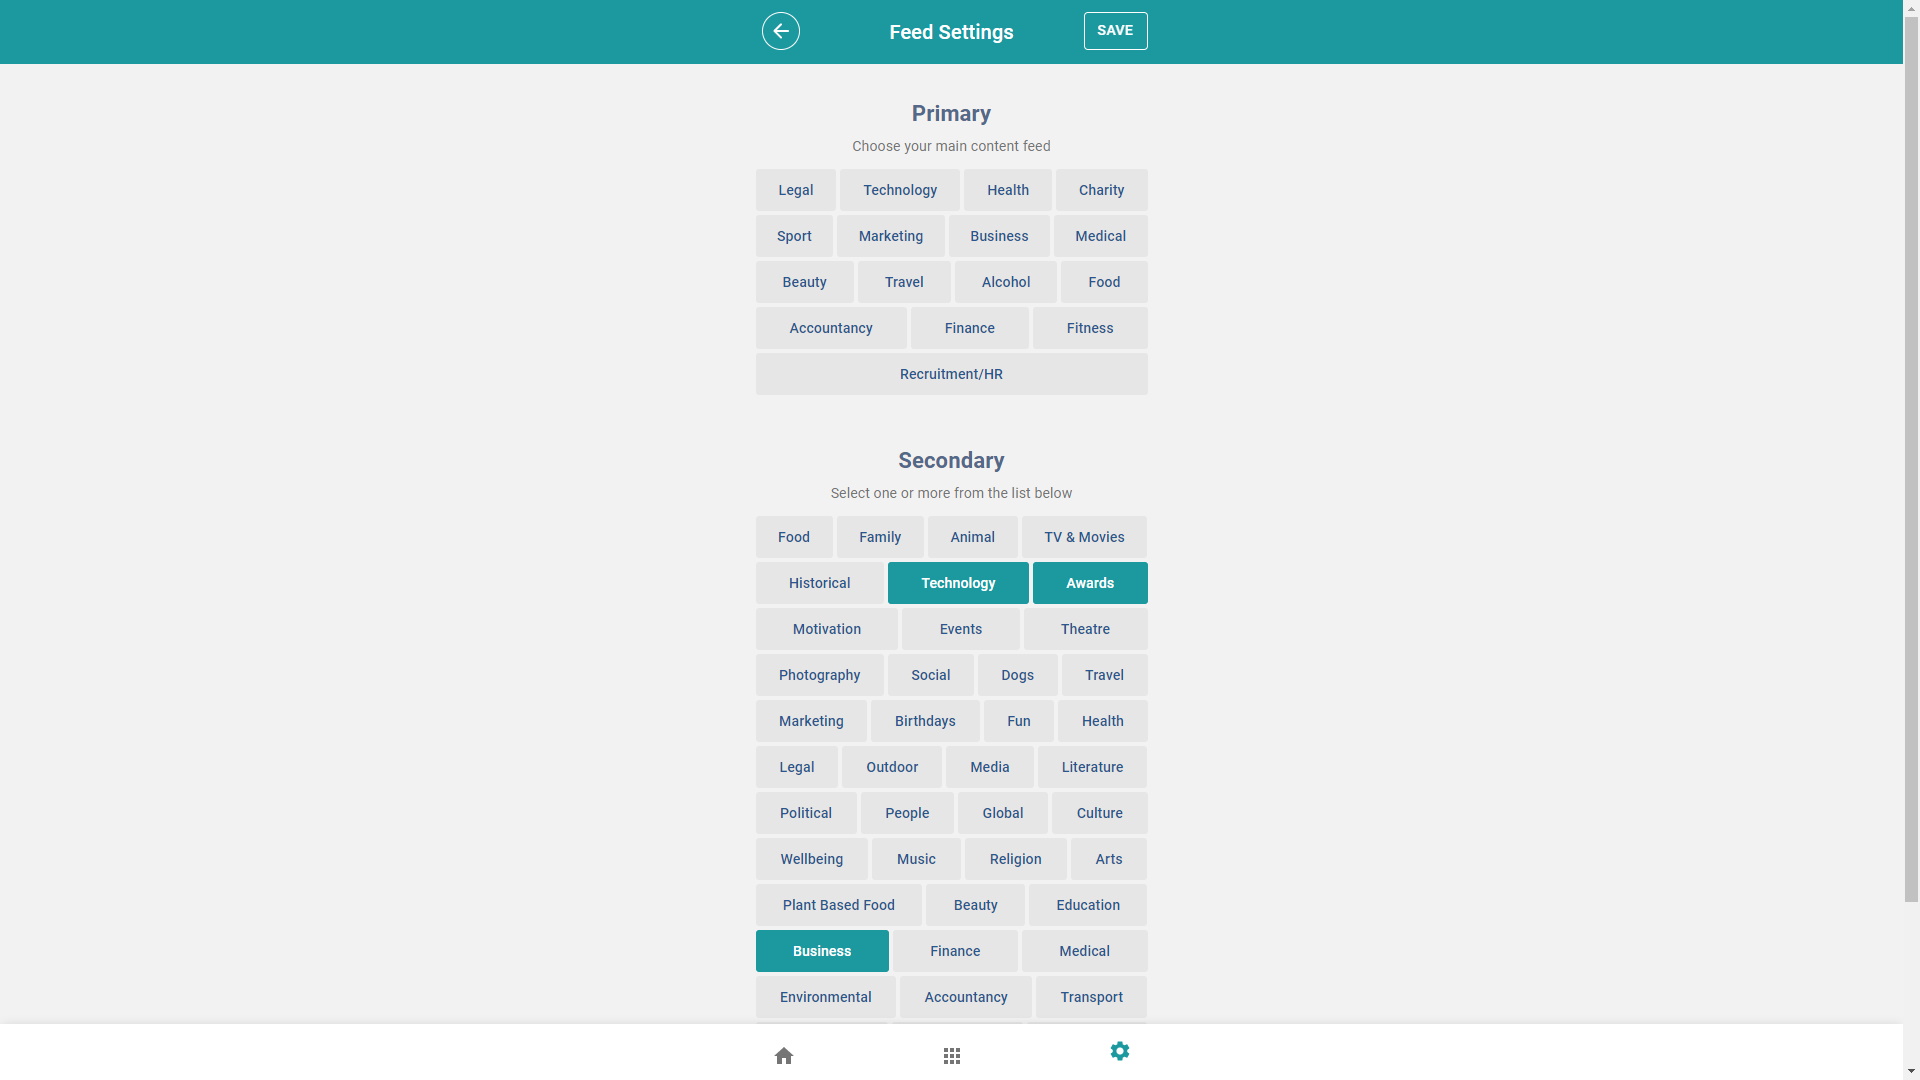 Feed Settings SAVE
Primary
Choose your main content feed
Legal Technology Health Charity
Sport Marketing Business Medical
Beauty Travel Alcohol Food
Accountancy Finance Fitness
Recruitment/HR
Secondary
Select one or more from the list below
Food Family Animal TV & Movies
Historical Technology Awards
Motivation Events Theatre
Photography Social Dogs Travel
Marketing Birthdays Fun Health
Legal Outdoor Media Literature
Political People Global Culture
Wellbeing Music Religion Arts
Plant Based Food Beauty Education
Business Finance Medical
Environmental Accountancy Transport